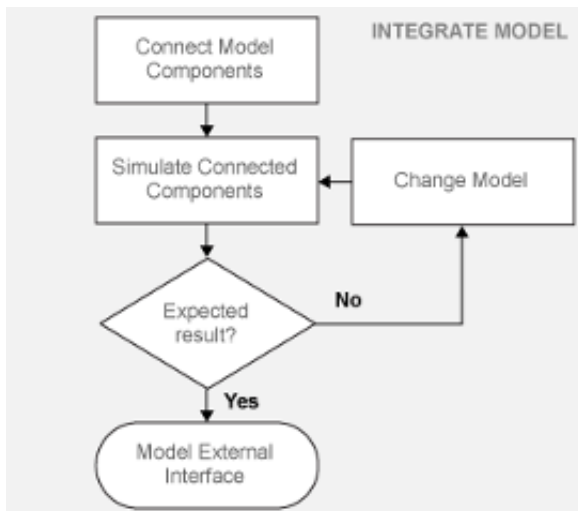 INTEGRATE MODEL
Connect Model
Components
Simulate Connected
Components
Change Model
Expected
result?
No
Yes
Model External
Interface